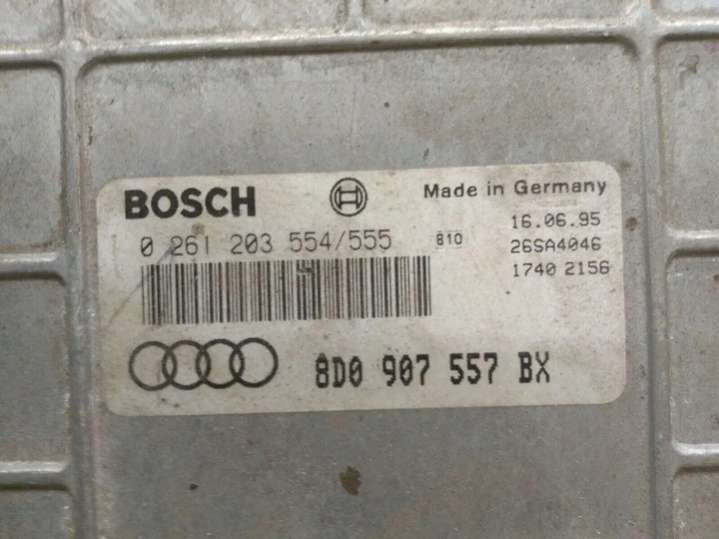 BOSCH
Made in Germany
0 261 203 554/555
810
16.06.95
26SA4046
1740 2156
8D0 907 557 BX